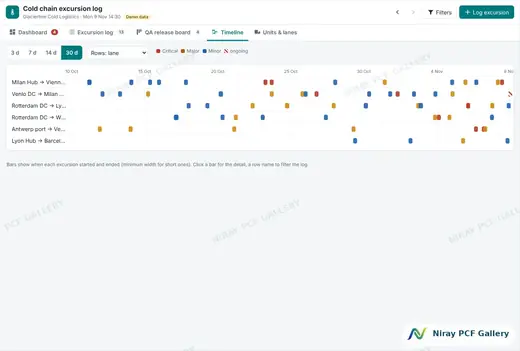 Cold chain excursion log
Glacierline Cold Logistics · Mon 9 Nov 14:30 Demo data
Filters
+ Log excursion
Dashboard
Excursion log
QA release board 4
Timeline
Units & lanes
3 d 7 d 14 d 30 d
Rows: lane
Critical Major Minor ongoing
10 Oct 15 Oct 20 Oct 25 Oct 30 Oct 4 Nov
Milan Hub → Vienn...
Venlo DC → Milan ...
Rotterdam DC → Ly...
Rotterdam DC → W...
Antwerp port → Ve...
Lyon Hub → Barcel...
Bars show when each excursion started and ended (minimum width for short ones). Click a bar for the detail, a row name to filter the log.
NIRAY PCF GALLERY
Niray PCF Gallery